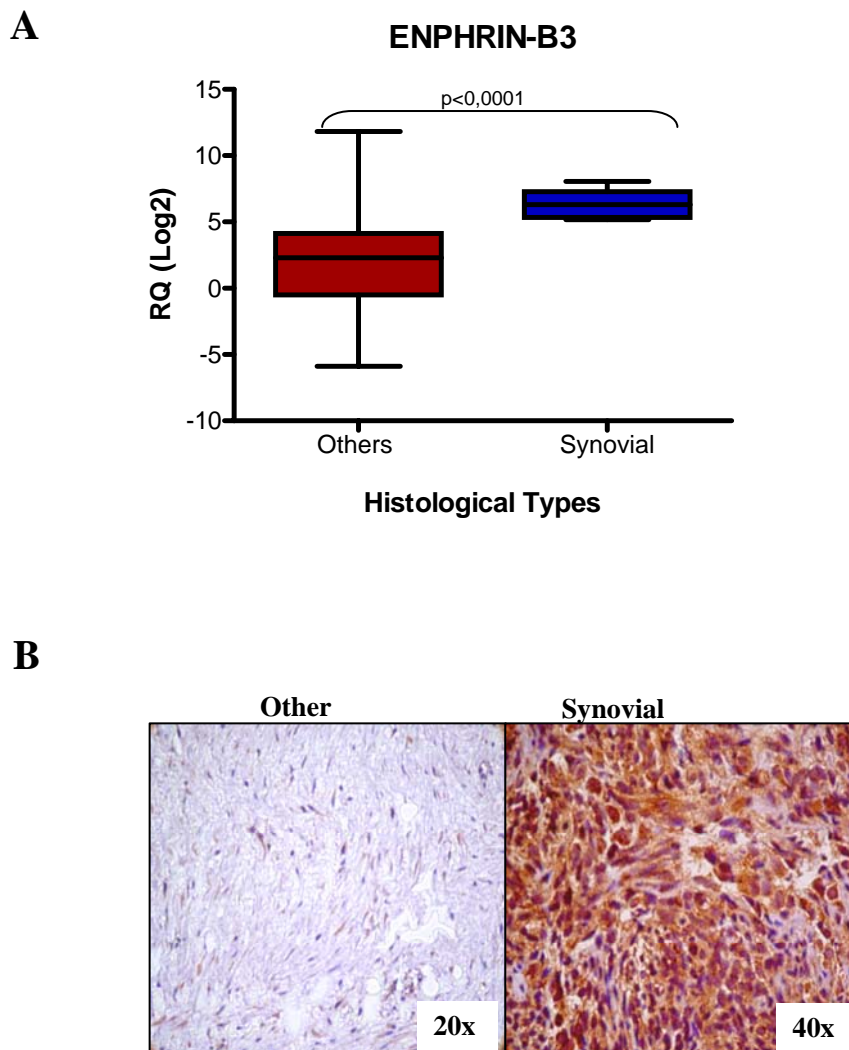 A
ENPHRIN-B3
15
p<0,0001
10
5
0
-5
-10
RQ (Log2)
Others
Synovial
Histological Types
B
Other
Synovial
20x
40x